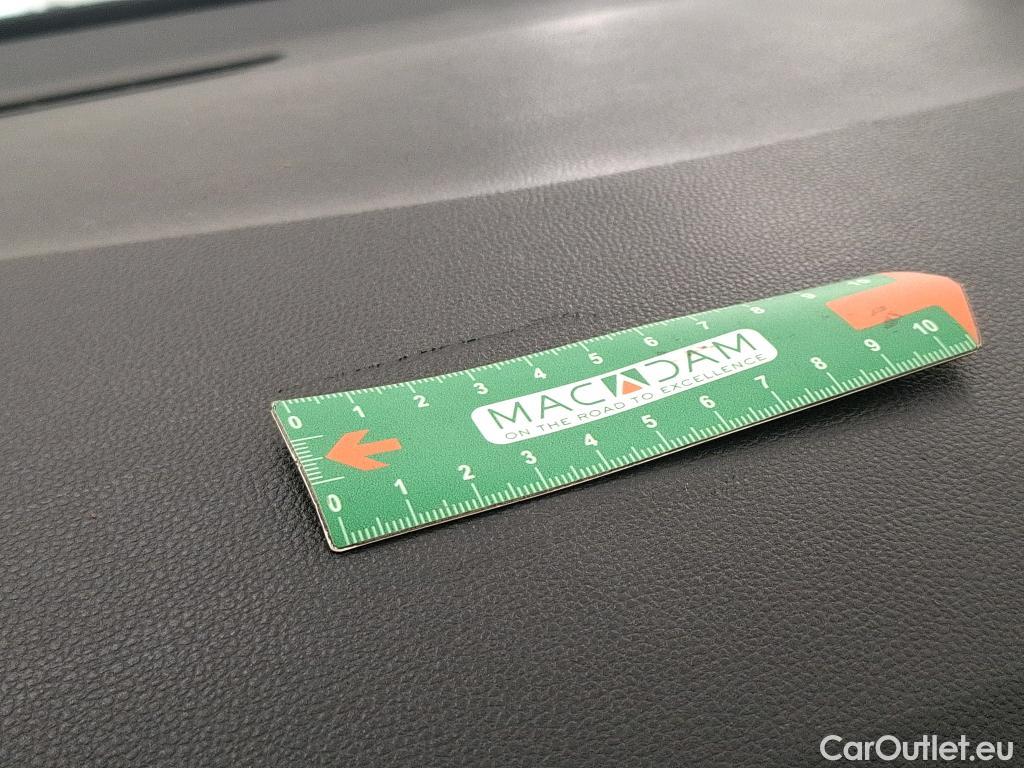 0 1 2 3 4 5 6 7 8 9 10
MACADAM
ON THE ROAD TO EXCELLENCE
0 1 2 3 4 5 6 7 8 9 10
CarOutlet.eu